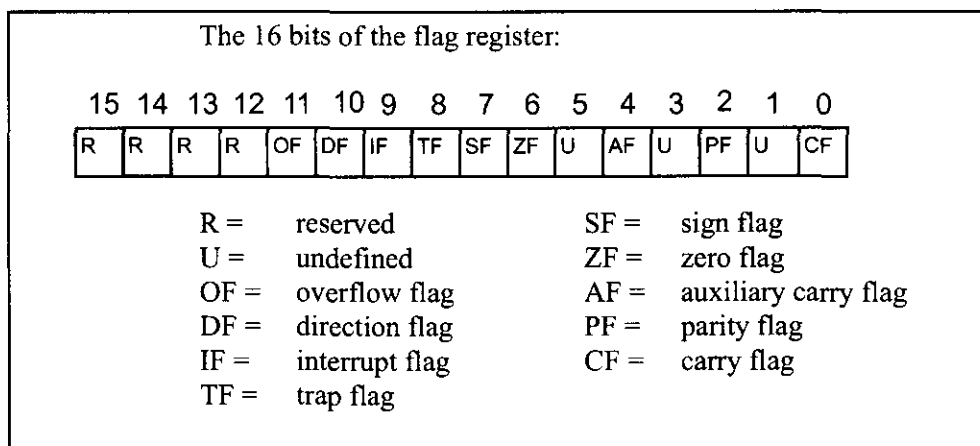 The 16 bits of the flag register:
15 14 13 12 11 10 9 8 7 6 5 4 3 2 1 0
R R R R OF DF IF TF SF ZF U AF U PF U CF
R = reserved SF = sign flag
U = undefined ZF = zero flag
OF = overflow flag AF = auxiliary carry flag
DF = direction flag PF = parity flag
IF = interrupt flag CF = carry flag
TF = trap flag